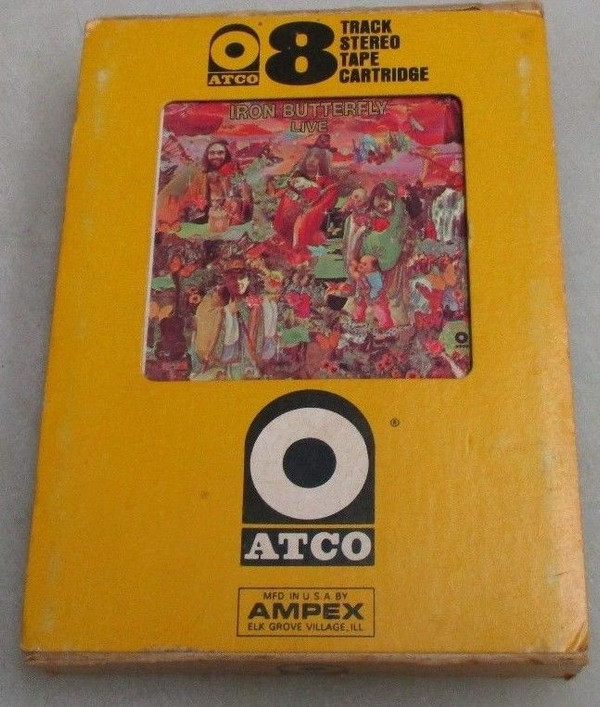 ATCO
8
TRACK
STEREO
TAPE
CARTRIDGE
IRON BUTTERFLY
LIVE
®
ATCO
MFD IN U S A BY
AMPEX
ELK GROVE VILLAGE, ILL